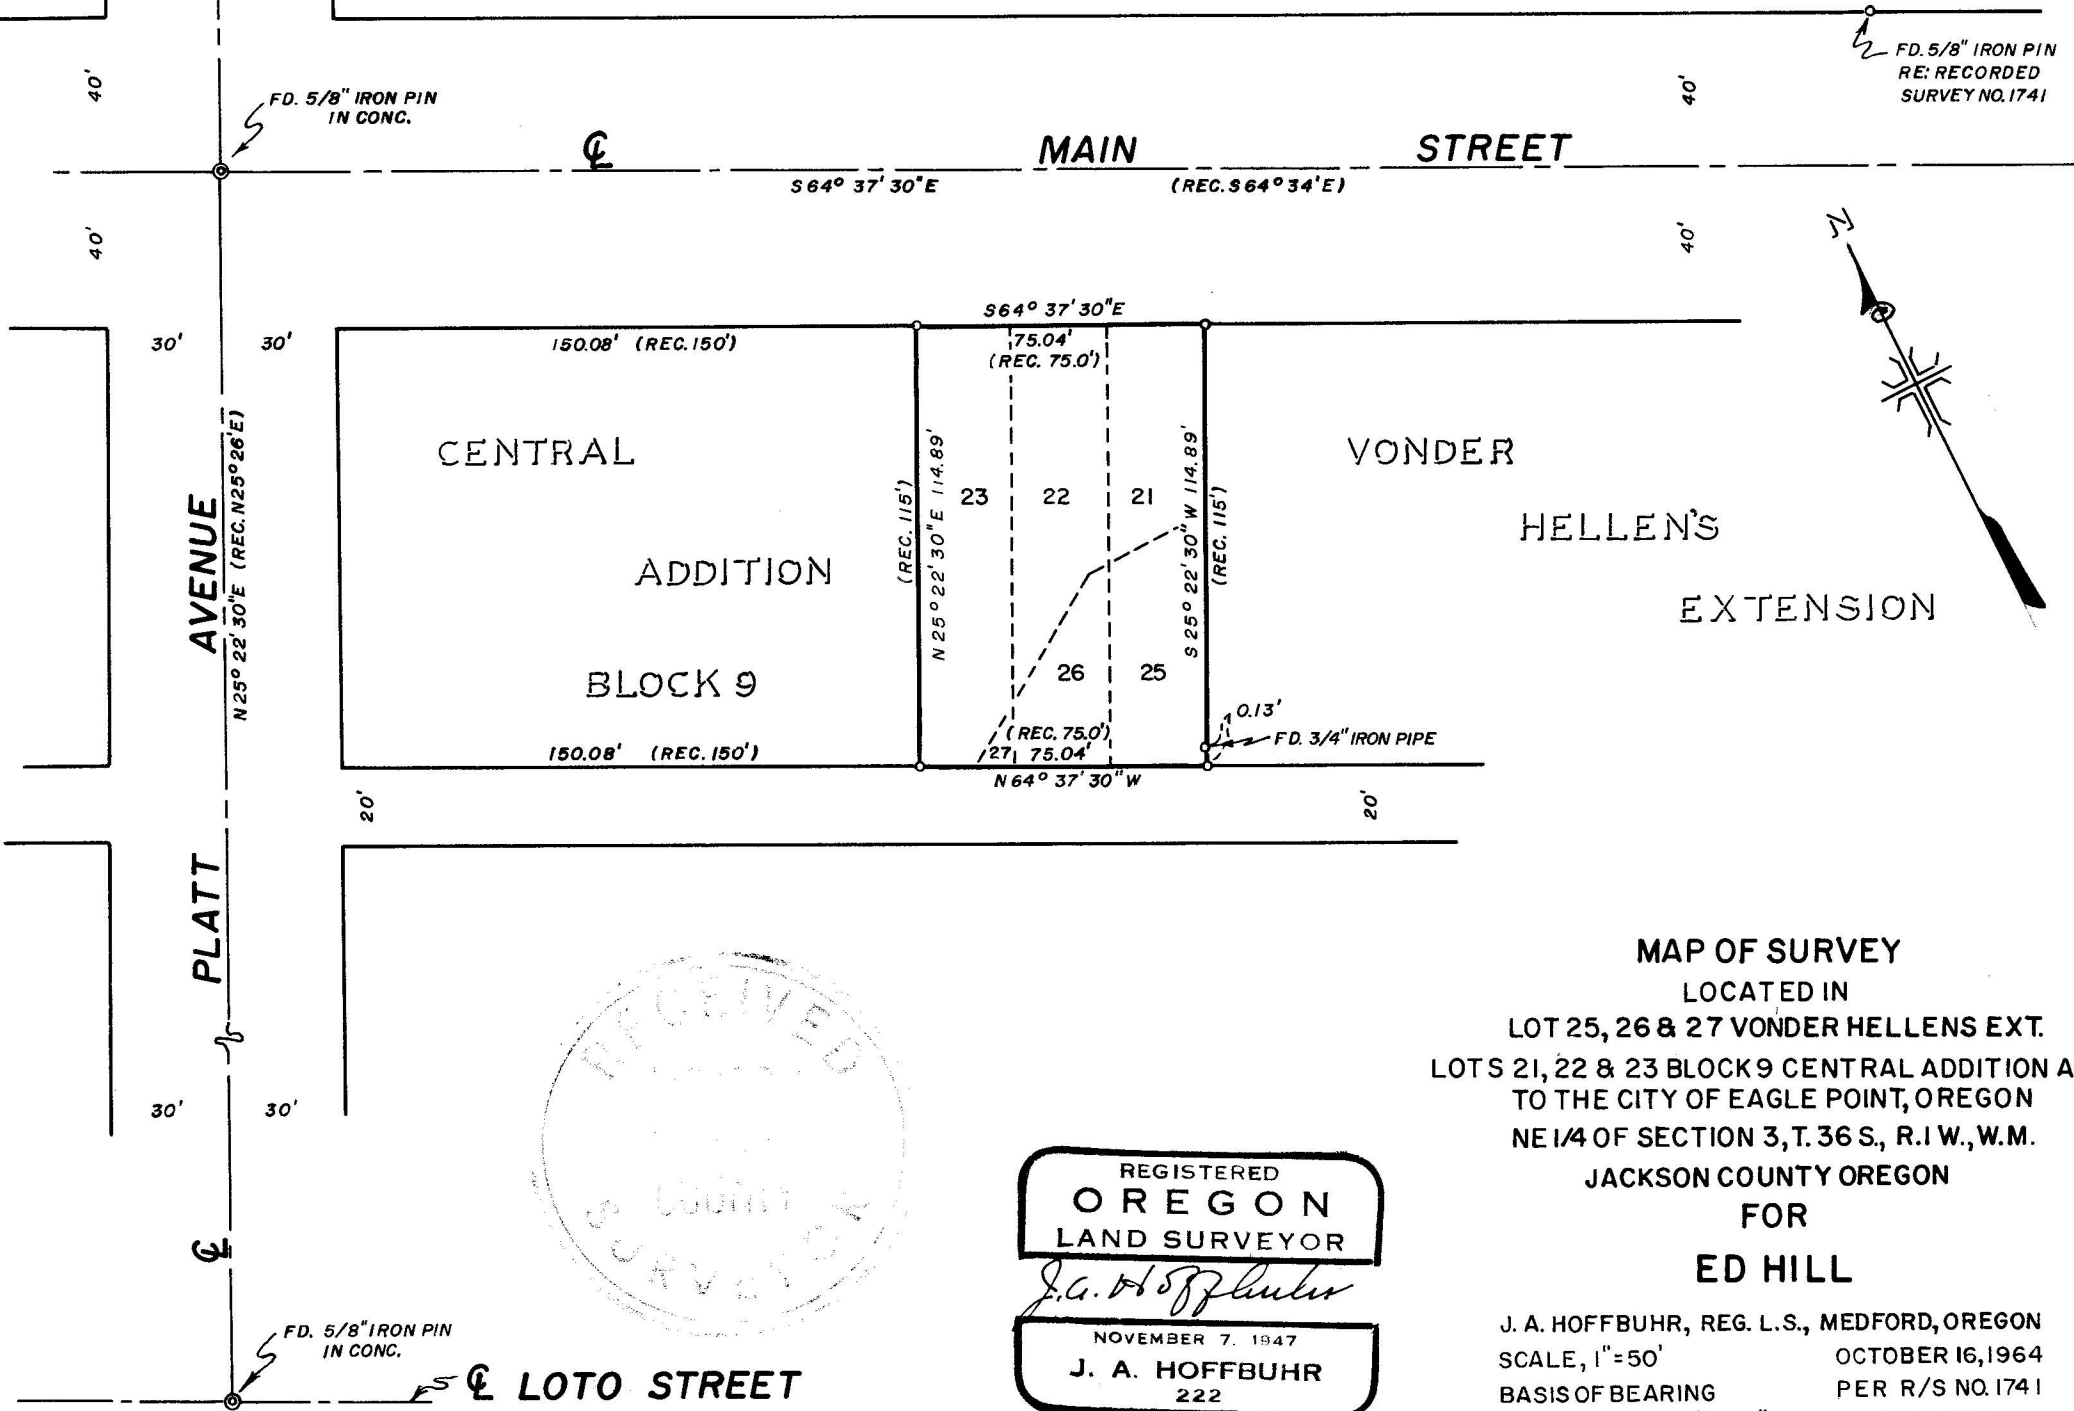 FD. 5/8" IRON PIN
RE: RECORDED
SURVEY NO. 1741
40'
40'
FD. 5/8" IRON PIN
IN CONC.
℄ MAIN STREET
S 64° 37' 30" E (REC. S 64° 34' E)
40'
40'
N
S 64° 37' 30" E
30' 30'
150.08' (REC. 150')
75.04'
(REC. 75.0')
CENTRAL
ADDITION
BLOCK 9
(REC. 115')
N 25° 22' 30" E 114.89'
23 22 21
S 25° 22' 30" W 114.89'
(REC. 115')
VONDER
HELLEN'S
EXTENSION
26 25
0.13'
FD. 3/4" IRON PIPE
(REC. 75.0')
27 75.04'
150.08' (REC. 150')
N 64° 37' 30" W
20' 20'
PLATT AVENUE
N 25° 22' 30" E (REC. N 25° 26' E)
30' 30'
℄
FD. 5/8" IRON PIN
IN CONC.
℄ LOTO STREET
RECEIVED
COUNTY
SURVEYOR
REGISTERED
OREGON
LAND SURVEYOR
J. A. Hoffbuhr
NOVEMBER 7. 1947
J. A. HOFFBUHR
222
MAP OF SURVEY
LOCATED IN
LOT 25, 26 & 27 VONDER HELLENS EXT.
LOTS 21, 22 & 23 BLOCK 9 CENTRAL ADDITION A
TO THE CITY OF EAGLE POINT, OREGON
NE 1/4 OF SECTION 3, T. 36 S., R. 1 W., W.M.
JACKSON COUNTY OREGON
FOR
ED HILL
J. A. HOFFBUHR, REG. L.S., MEDFORD, OREGON
SCALE, 1" = 50' OCTOBER 16, 1964
BASIS OF BEARING PER R/S NO. 1741